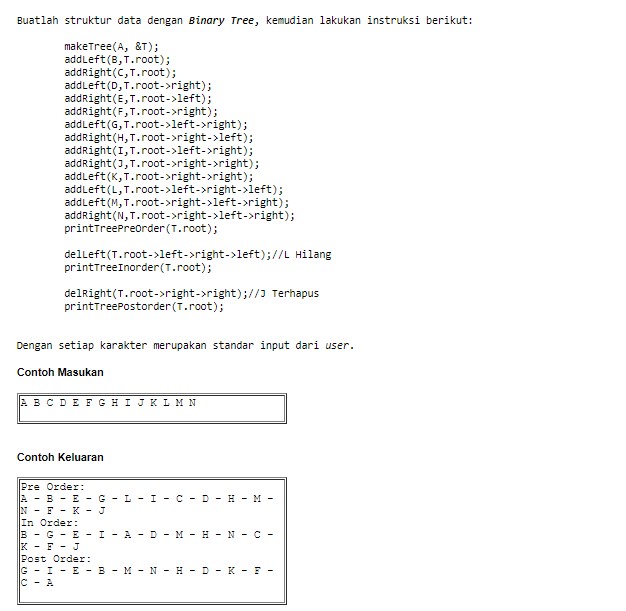 Buatlah struktur data dengan Binary Tree, kemudian lakukan instruksi berikut:
makeTree(A, &T);
addLeft(B,T.root);
addRight(C,T.root);
addLeft(D,T.root->right);
addRight(E,T.root->left);
addRight(F,T.root->right);
addLeft(G,T.root->left->right);
addRight(H,T.root->right->left);
addRight(I,T.root->left->right);
addRight(J,T.root->right->right);
addLeft(K,T.root->right->right);
addLeft(L,T.root->left->right->left);
addLeft(M,T.root->right->left->right);
addRight(N,T.root->right->left->right);
printTreePreOrder(T.root);
delLeft(T.root->left->right->left);//L Hilang
printTreeInorder(T.root);
delRight(T.root->right->right);//J Terhapus
printTreePostorder(T.root);
Dengan setiap karakter merupakan standar input dari user.
Contoh Masukan
A B C D E F G H I J K L M N
Contoh Keluaran
Pre Order:
A - B - E - G - L - I - C - D - H - M -
N - F - K - J
In Order:
B - G - E - I - A - D - M - H - N - C -
K - F - J
Post Order:
G - I - E - B - M - N - H - D - K - F -
C - A